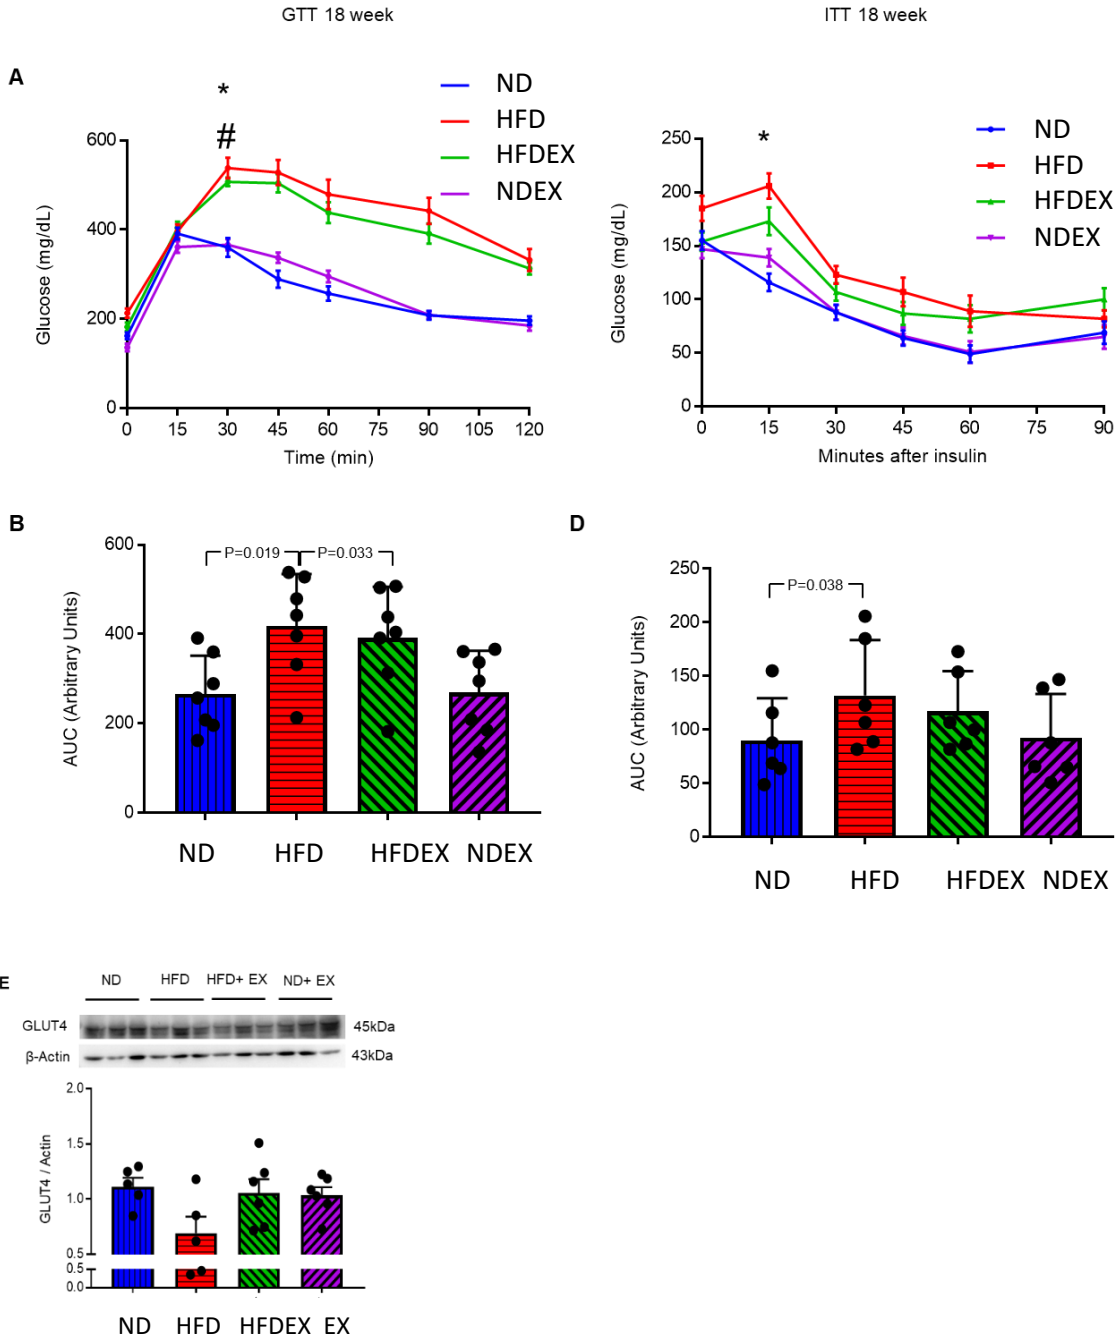 GTT 18 week
ITT 18 week
A
*
#
ND
HFD
HFDEX
NDEX
600
400
200
0
Glucose (mg/dL)
0 15 30 45 60 75 90 120
Time (min)
*
ND
HFD
HFDEX
NDEX
250
200
150
100
50
0
Glucose (mg/dL)
0 15 30 45 60 75 90
Minutes after insulin
B
P=0.019
P=0.033
600
400
200
0
AUC (Arbitrary Units)
ND HFD HFDEX NDEX
D
P=0.038
250
200
150
100
50
0
AUC (Arbitrary Units)
ND HFD HFDEX NDEX
E
ND HFD HFD+ EX ND+ EX
GLUT4 45kDa
β-Actin 43kDa
2.0
1.5
1.0
0.5
0.5
0.0
GLUT4 / Actin
ND HFD HFDEX EX